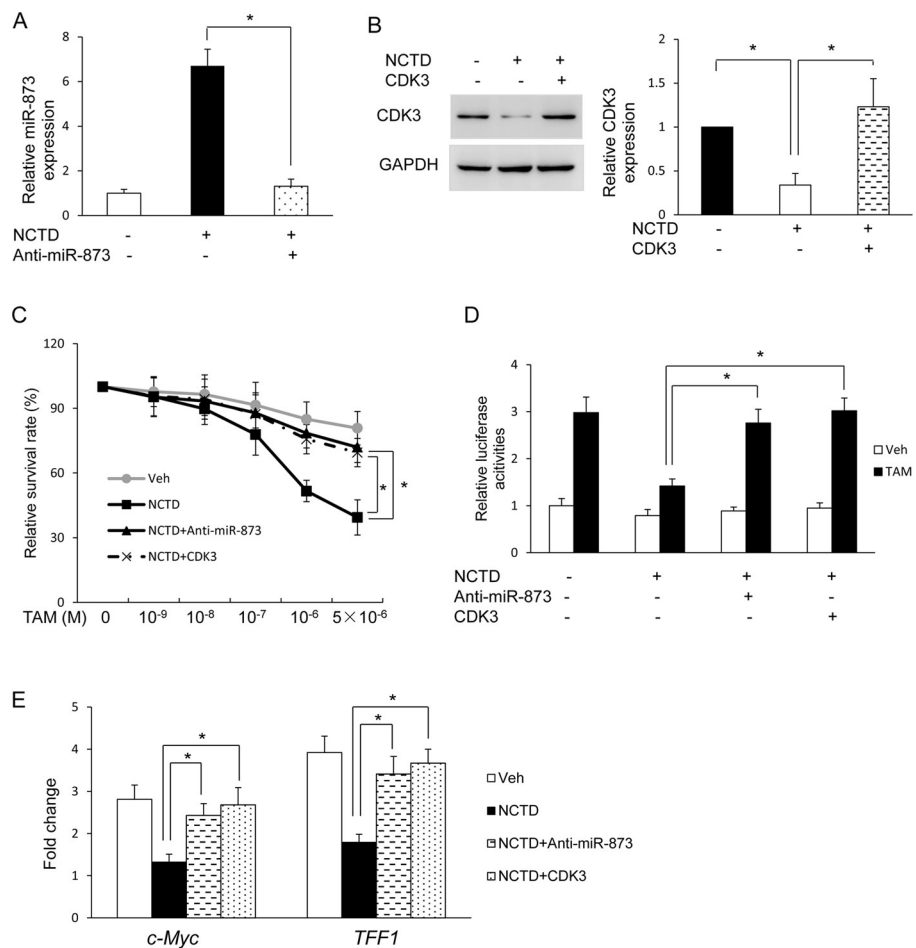 A
Relative miR-873
expression
8
6
4
2
1
0
*
NCTD - + +
Anti-miR-873 - - +
B
NCTD - + +
CDK3 - - +
CDK3
GAPDH
Relative CDK3
expression
2
1.5
1
0.5
0
* *
NCTD - + +
CDK3 - - +
C
Relative survival rate (%)
120
90
60
30
0
Veh
NCTD
NCTD+Anti-miR-873
NCTD+CDK3
* *
TAM (M) 0 10-9 10-8 10-7 10-6 5×10-6
D
Relative luciferase
acitivities
4
3
2
1
0
*
*
Veh
TAM
NCTD - + + +
Anti-miR-873 - - + -
CDK3 - - - +
E
Fold change
5
4
3
2
1
0
*
*
*
*
c-Myc TFF1
Veh
NCTD
NCTD+Anti-miR-873
NCTD+CDK3